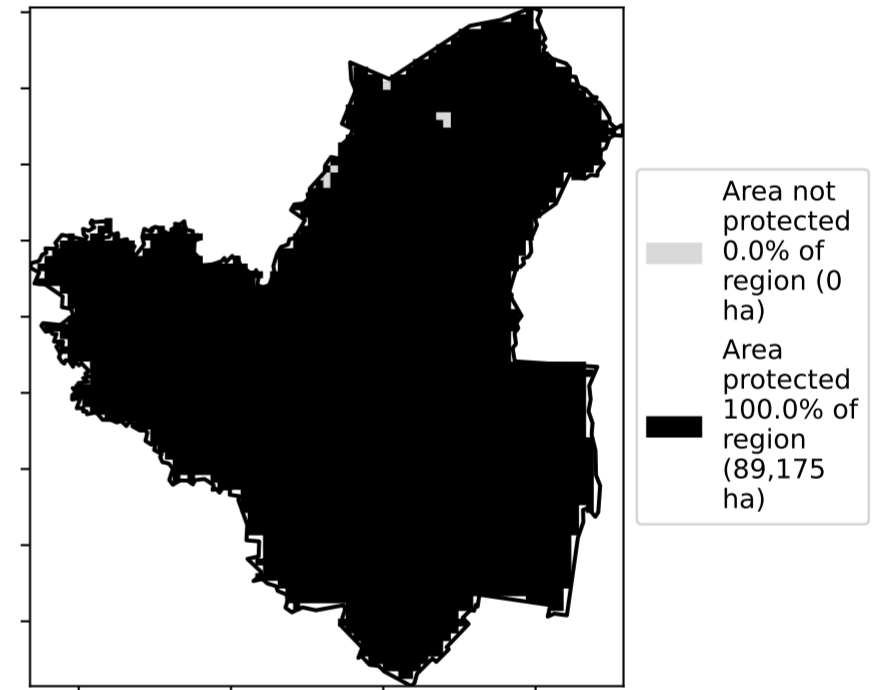 Area not
protected
0.0% of
region (0
ha)
Area
protected
100.0% of
region
(89,175
ha)